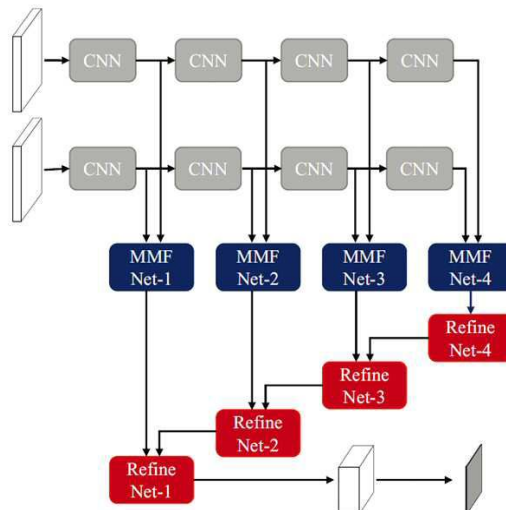 CNN CNN CNN CNN
CNN CNN CNN CNN
MMF Net-1
MMF Net-2
MMF Net-3
MMF Net-4
Refine Net-4
Refine Net-3
Refine Net-2
Refine Net-1